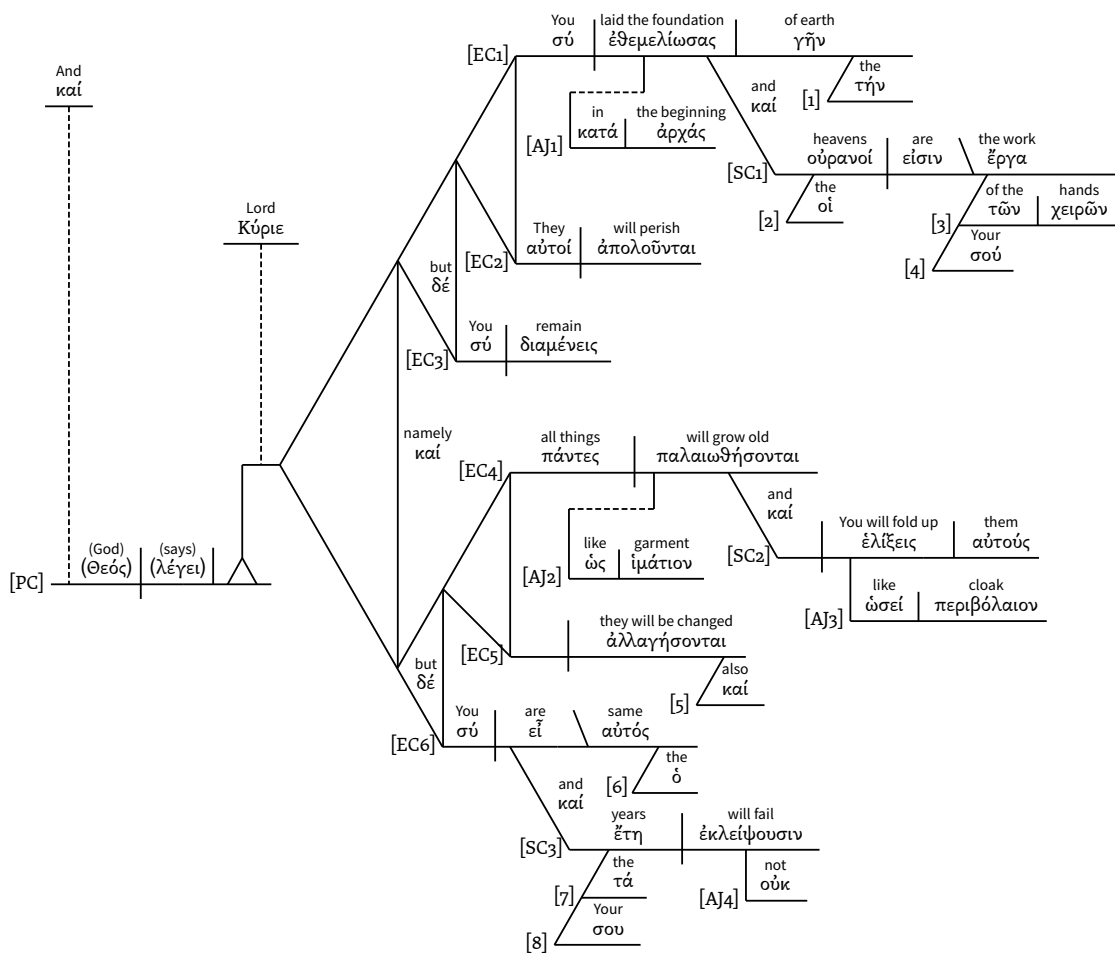 You laid the foundation of earth
[EC1] σύ ἐθεμελίωσας γῆν
And
καί
the
[1] τήν
and
καί
in the beginning
[AJ1] κατά ἀρχάς
heavens are the work
[SC1] οὐρανοί εἰσιν ἔργα
the
[2] οἱ
of the hands
[3] τῶν χειρῶν
Your
[4] σού
Lord
Κύριε
They will perish
[EC2] αὐτοί ἀπολοῦνται
but
δέ
You remain
[EC3] σύ διαμένεις
namely
καί
all things will grow old
[EC4] πάντες παλαιωθήσονται
and
καί
You will fold up them
[SC2] ἑλίξεις αὐτούς
like garment
[AJ2] ὡς ἱμάτιον
like cloak
[AJ3] ὡσεί περιβόλαιον
(God) (says)
[PC] (Θεός) (λέγει)
they will be changed
[EC5] ἀλλαγήσονται
but
δέ
also
[5] καί
You are same
[EC6] σύ εἶ αὐτός
the
[6] ὁ
and
καί
years will fail
[SC3] ἔτη ἐκλείψουσιν
the
[7] τά
not
[AJ4] οὐκ
Your
[8] σου